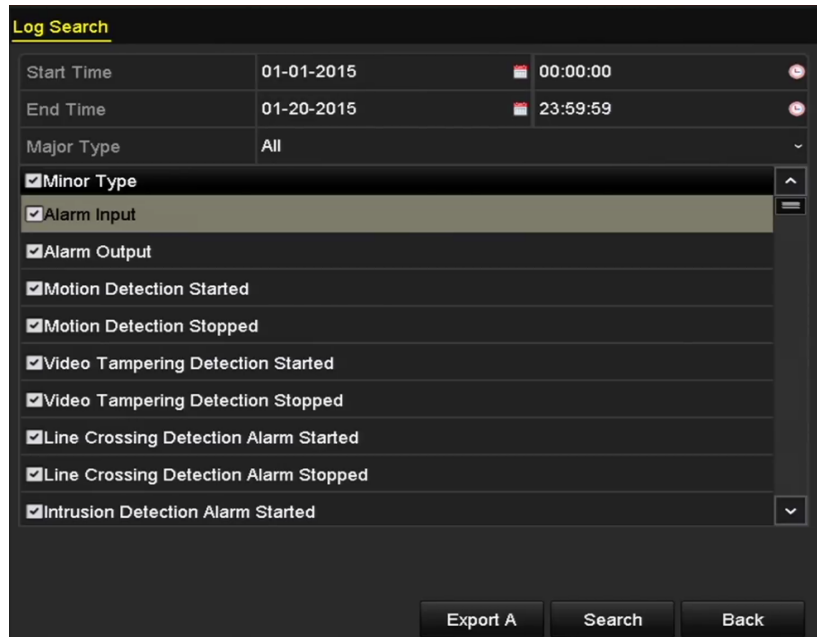 Log Search
Start Time 01-01-2015 00:00:00
End Time 01-20-2015 23:59:59
Major Type All
Minor Type
Alarm Input
Alarm Output
Motion Detection Started
Motion Detection Stopped
Video Tampering Detection Started
Video Tampering Detection Stopped
Line Crossing Detection Alarm Started
Line Crossing Detection Alarm Stopped
Intrusion Detection Alarm Started
Export A Search Back